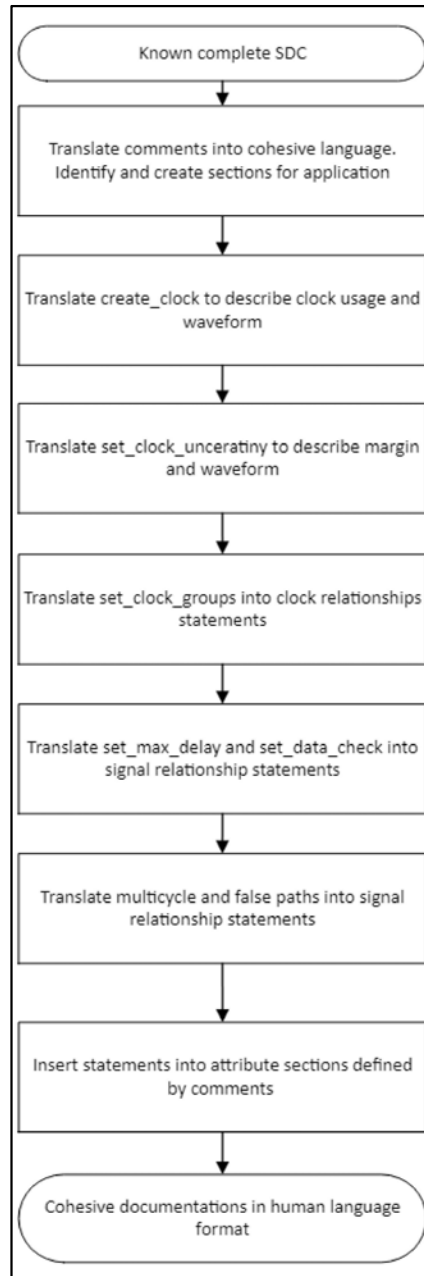 Known complete SDC
Translate comments into cohesive language.
Identify and create sections for application
Translate create_clock to describe clock usage and
waveform
Translate set_clock_unceratiny to describe margin
and waveform
Translate set_clock_groups into clock relationships
statements
Translate set_max_delay and set_data_check into
signal relationship statements
Translate multicycle and false paths into signal
relationship statements
Insert statements into attribute sections defined
by comments
Cohesive documentations in human language
format